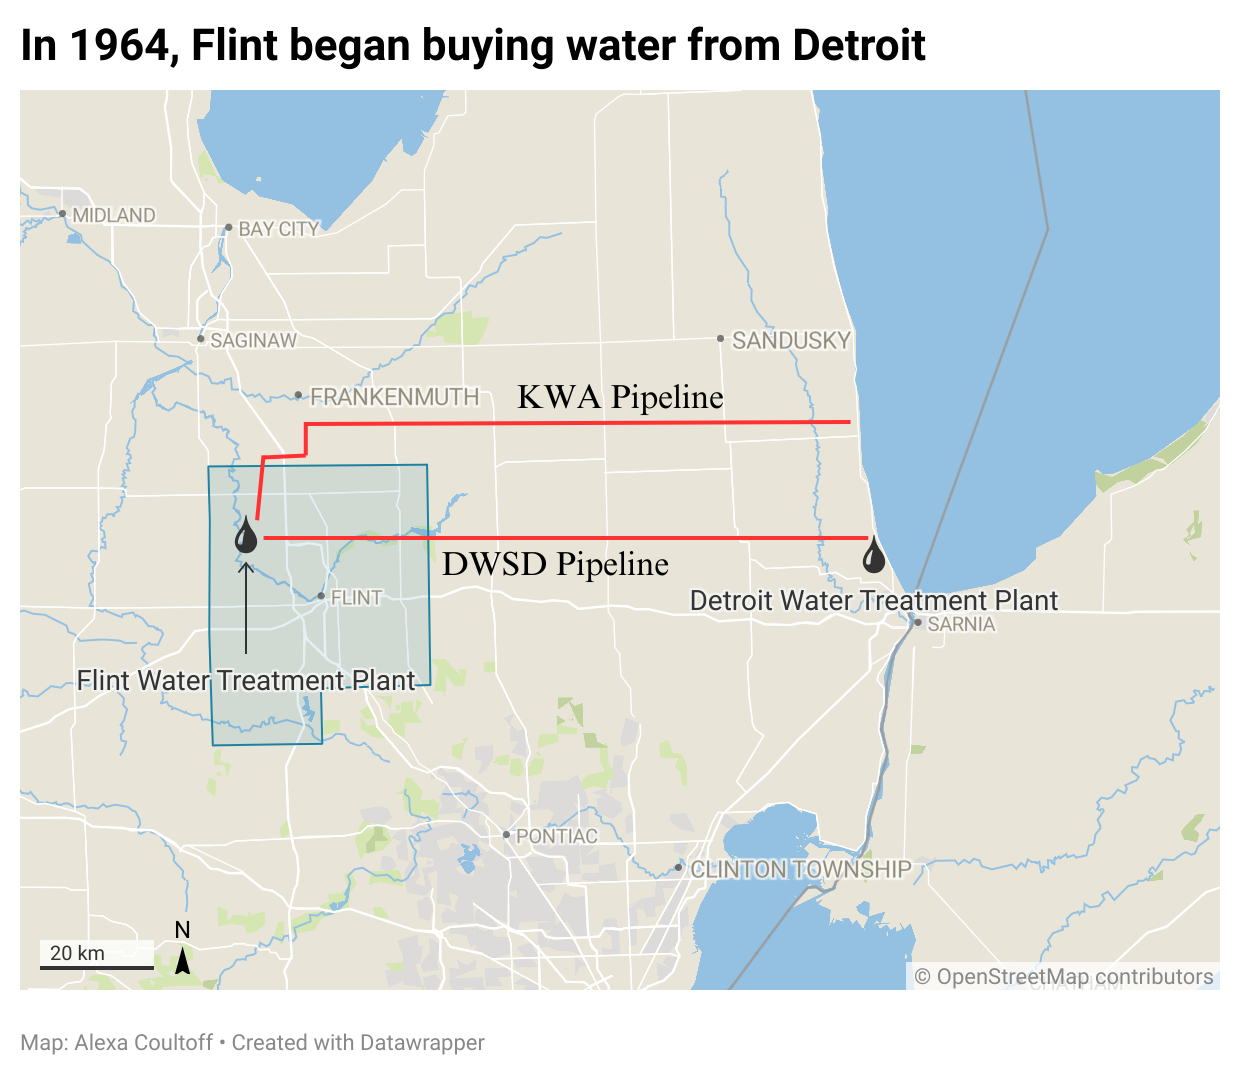 In 1964, Flint began buying water from Detroit
MIDLAND
BAY CITY
SAGINAW
SANDUSKY
FRANKENMUTH
KWA Pipeline
DWSD Pipeline
FLINT
Detroit Water Treatment Plant
SARNIA
Flint Water Treatment Plant
PONTIAC
CLINTON TOWNSHIP
N
20 km
© OpenStreetMap contributors
CHATHAM
Map: Alexa Coultoff • Created with Datawrapper